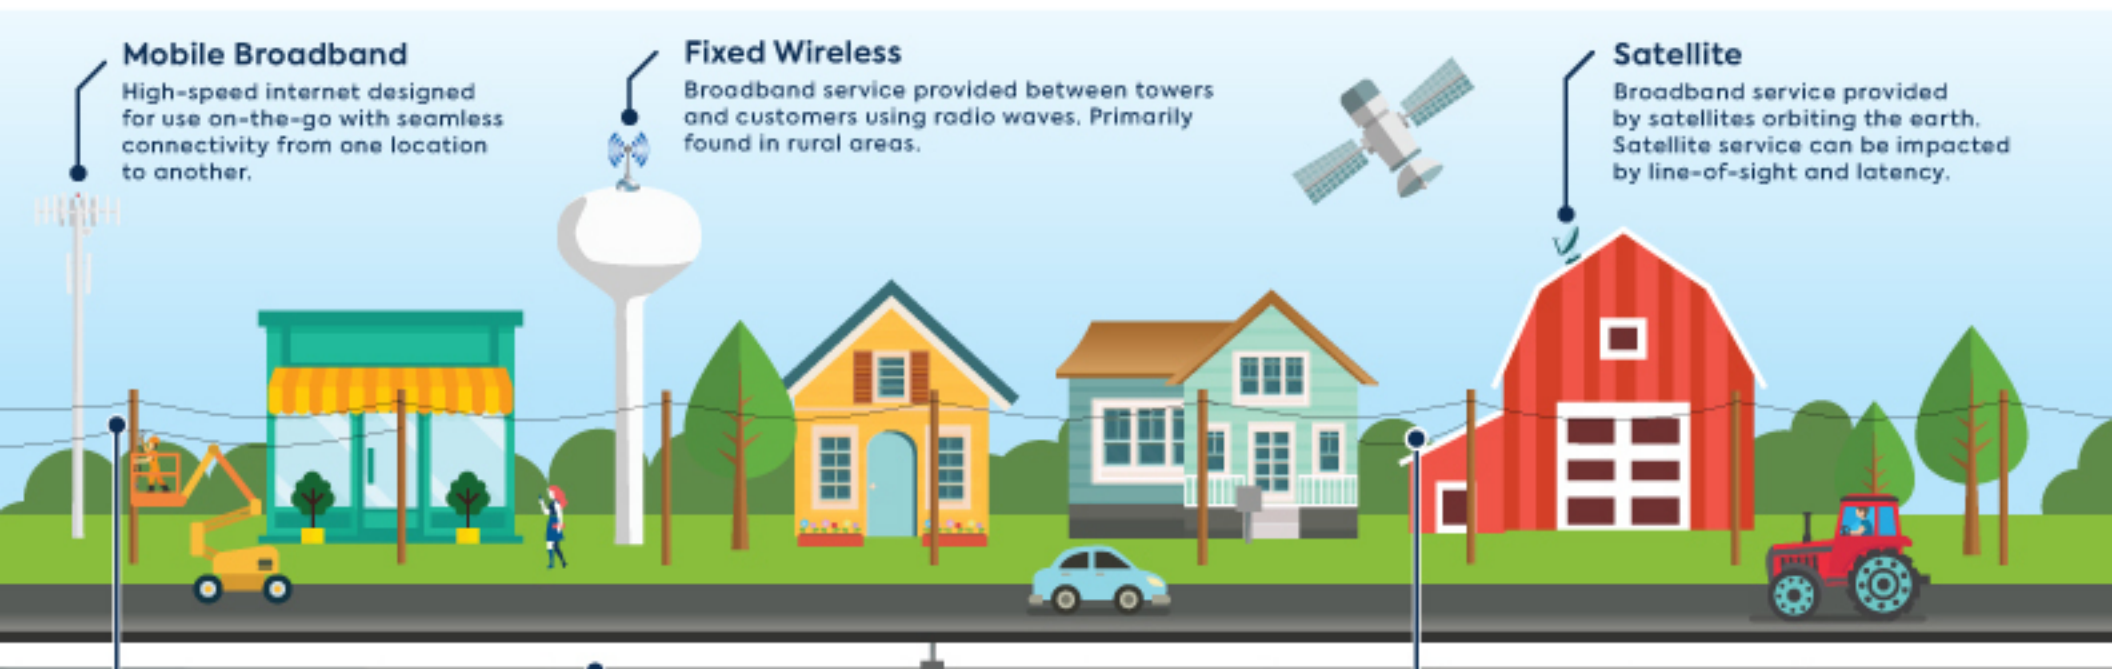 Mobile Broadband
High-speed internet designed
for use on-the-go with seamless
connectivity from one location
to another.
Fixed Wireless
Broadband service provided between towers
and customers using radio waves. Primarily
found in rural areas.
Satellite
Broadband service provided
by satellites orbiting the earth.
Satellite service can be impacted
by line-of-sight and latency.